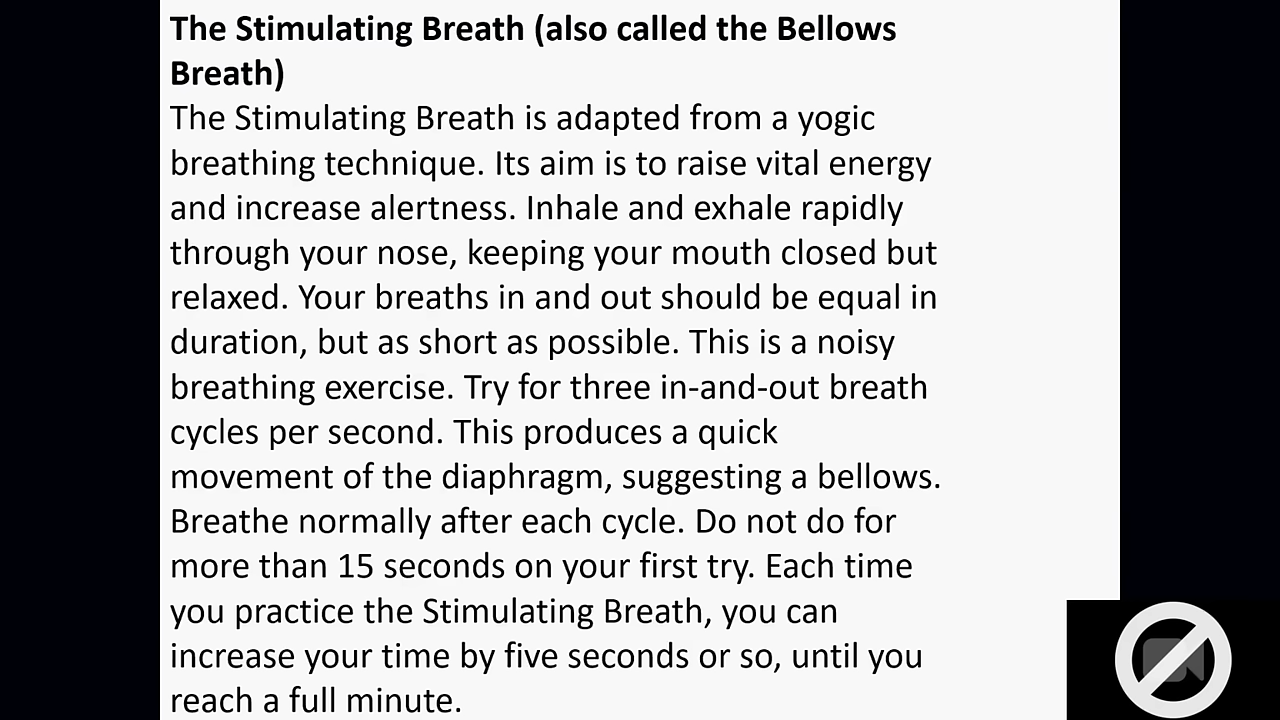 The Stimulating Breath (also called the Bellows
Breath)
The Stimulating Breath is adapted from a yogic
breathing technique. Its aim is to raise vital energy
and increase alertness. Inhale and exhale rapidly
through your nose, keeping your mouth closed but
relaxed. Your breaths in and out should be equal in
duration, but as short as possible. This is a noisy
breathing exercise. Try for three in-and-out breath
cycles per second. This produces a quick
movement of the diaphragm, suggesting a bellows.
Breathe normally after each cycle. Do not do for
more than 15 seconds on your first try. Each time
you practice the Stimulating Breath, you can
increase your time by five seconds or so, until you
reach a full minute.